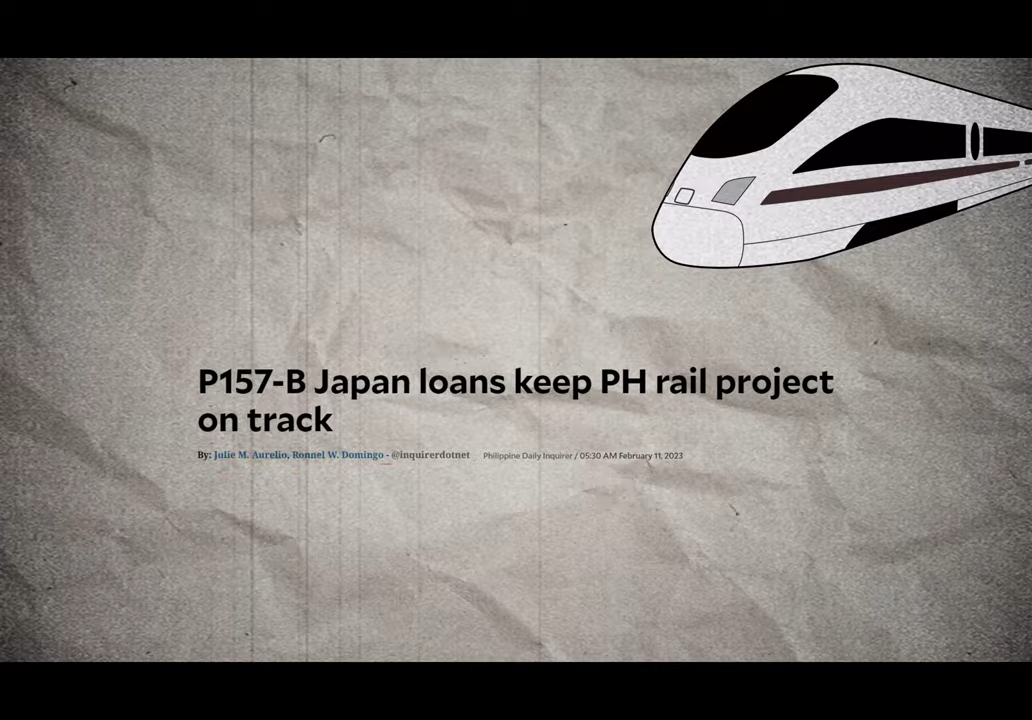 P157-B Japan loans keep PH rail project
on track
By: Julie M. Aurelio, Ronnel W. Domingo - @inquirerdotnet Philippine Daily Inquirer / 05:30 AM February 11, 2023